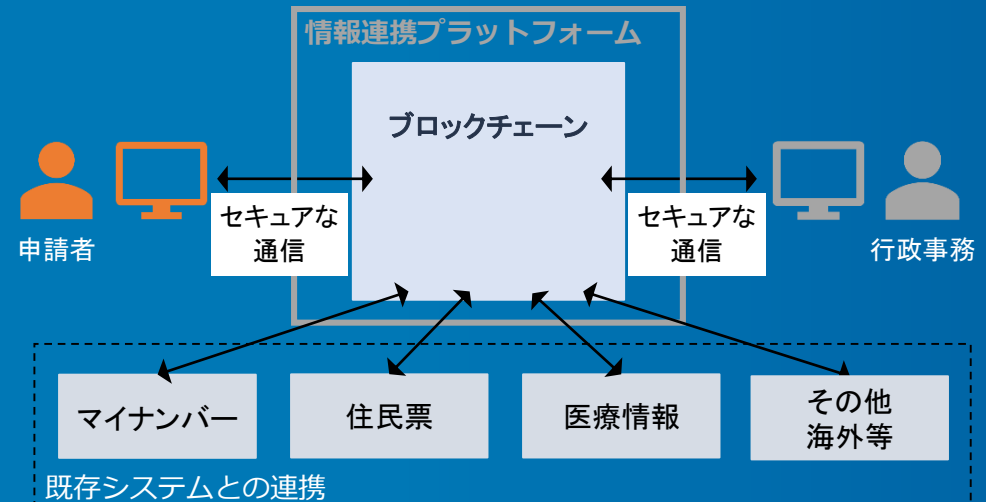 情報連携プラットフォーム
ブロックチェーン
セキュアな
通信
セキュアな
通信
申請者
行政事務
マイナンバー
住民票
医療情報
その他
海外等
既存システムとの連携